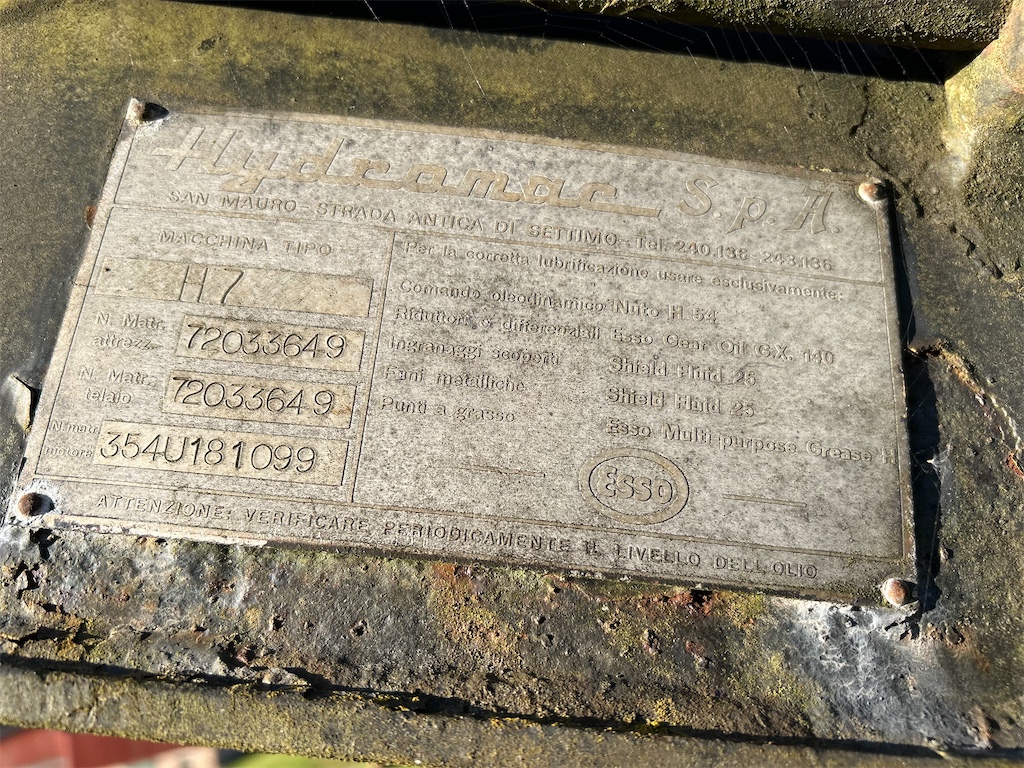 Hydromac S.p.A.
SAN MAURO STRADA ANTICA DI SETTIMO - Tel. 240.136 243.136
MACCHINA TIPO
H7
N. Matr. attrezz. 72033649
N. Matr. telaio 72033649
N. matr. motore 354U181099
Per la corretta lubrificazione usare esclusivamente:
Comando oleodinamico Nuto H 54
Riduttori e differenziali Esso Gear Oil G.X. 140
Ingranaggi scoperti Shield Fluid 25
Funi metalliche Shield Fluid 25
Punti a grasso Esso Multi purpose Grease H
Esso
ATTENZIONE: VERIFICARE PERIODICAMENTE IL LIVELLO DELL'OLIO